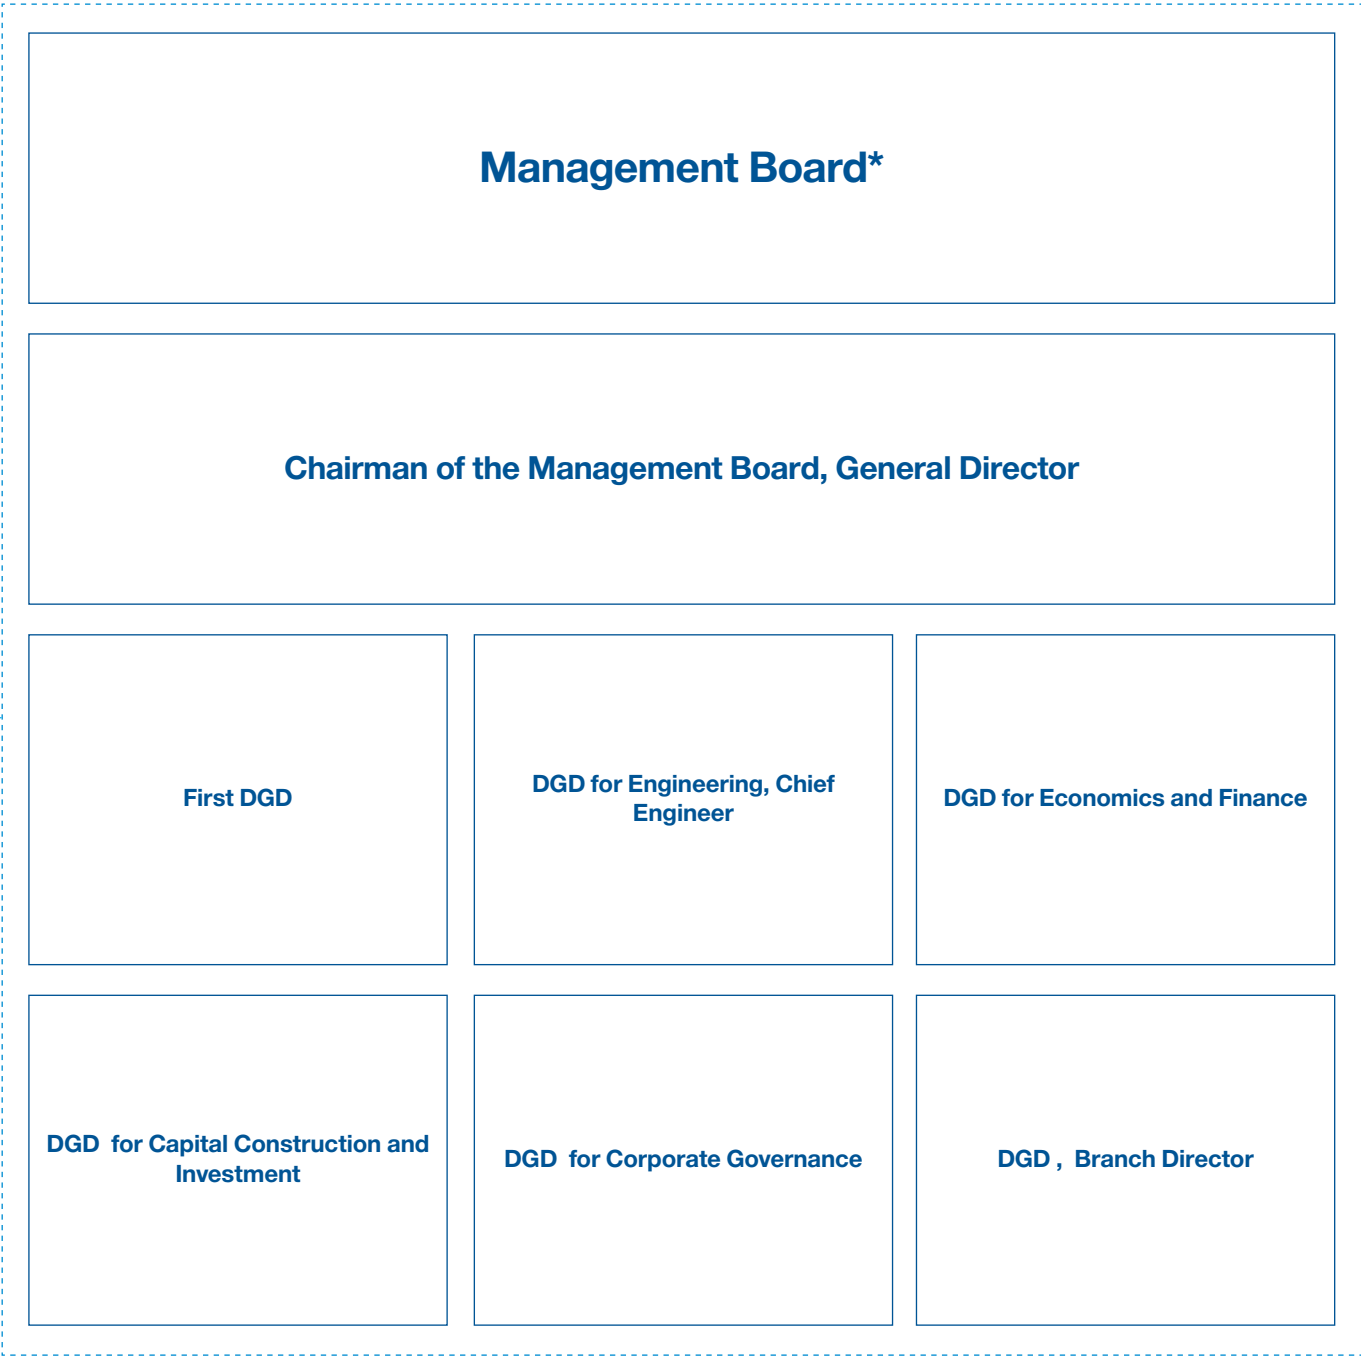 Management Board*
Chairman of the Management Board, General Director
First DGD
DGD for Engineering, Chief
Engineer
DGD for Economics and Finance
DGD  for Capital Construction and
Investment
DGD  for Corporate Governance
DGD ,  Branch Director